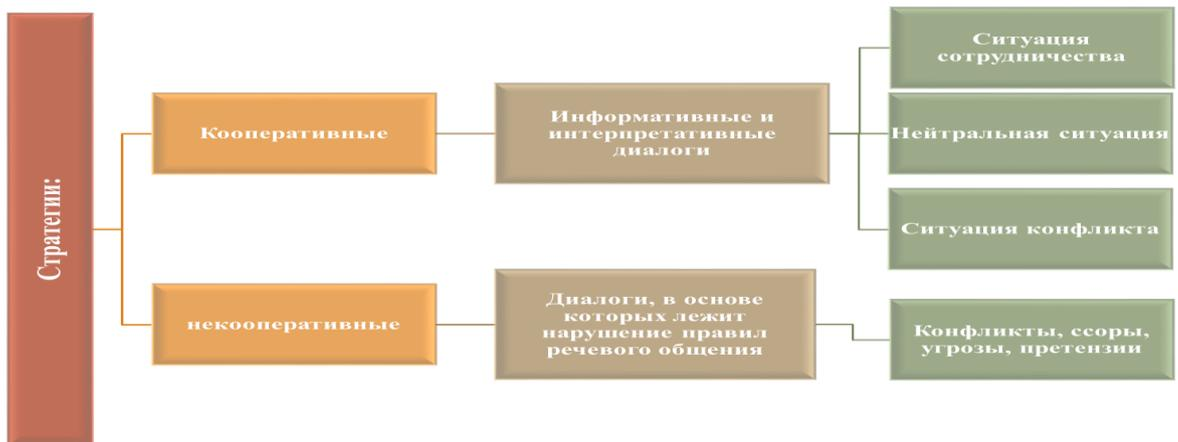 Стратегии:
Кооперативные
Информативные и
интерпретативные
диалоги
Ситуация
сотрудничества
Нейтральная ситуация
Ситуация конфликта
некооперативные
Диалоги, в основе
которых лежит
нарушение правил
речевого общения
Конфликты, ссоры,
угрозы, претензии